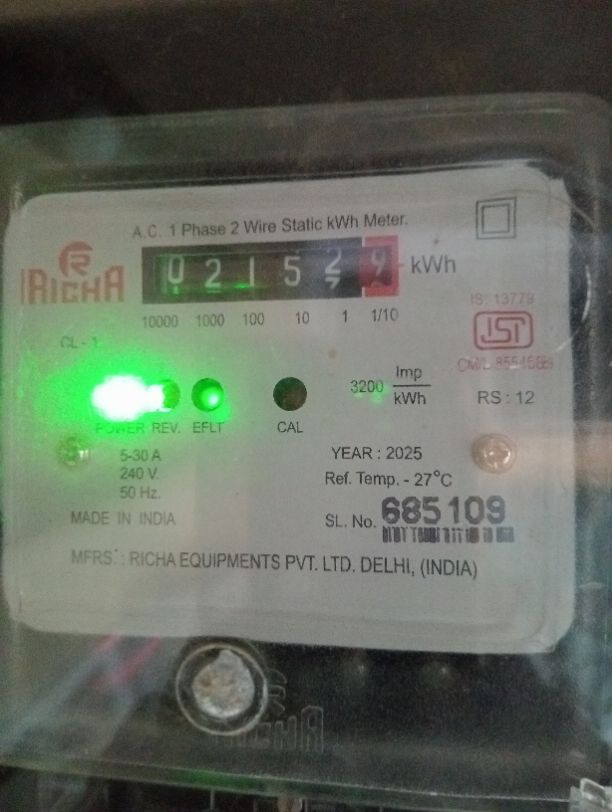 A.C. 1 Phase 2 Wire Static kWh Meter.
R
RICHA
021529 kWh
10000 1000 100 10 1 1/10
IS: 13779
ISI
CL - 1
Imp
3200 kWh
RS : 12
POWER REV. EFLT CAL
5-30 A
240 V.
50 Hz.
YEAR : 2025
Ref. Temp. - 27°C
MADE IN INDIA
SL. No. 685109
MFRS. : RICHA EQUIPMENTS PVT. LTD. DELHI, (INDIA)
RICHA